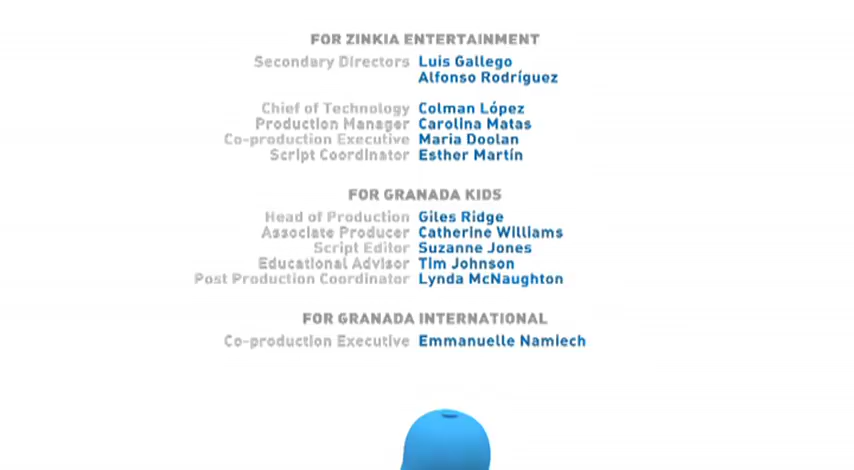 FOR ZINKIA ENTERTAINMENT
Secondary Directors Luis Gallego
Alfonso Rodríguez
Chief of Technology Colman López
Production Manager Carolina Matas
Co-production Executive Maria Doolan
Script Coordinator Esther Martín
FOR GRANADA KIDS
Head of Production Giles Ridge
Associate Producer Catherine Williams
Script Editor Suzanne Jones
Educational Advisor Tim Johnson
Post Production Coordinator Lynda McNaughton
FOR GRANADA INTERNATIONAL
Co-production Executive Emmanuelle Namiech